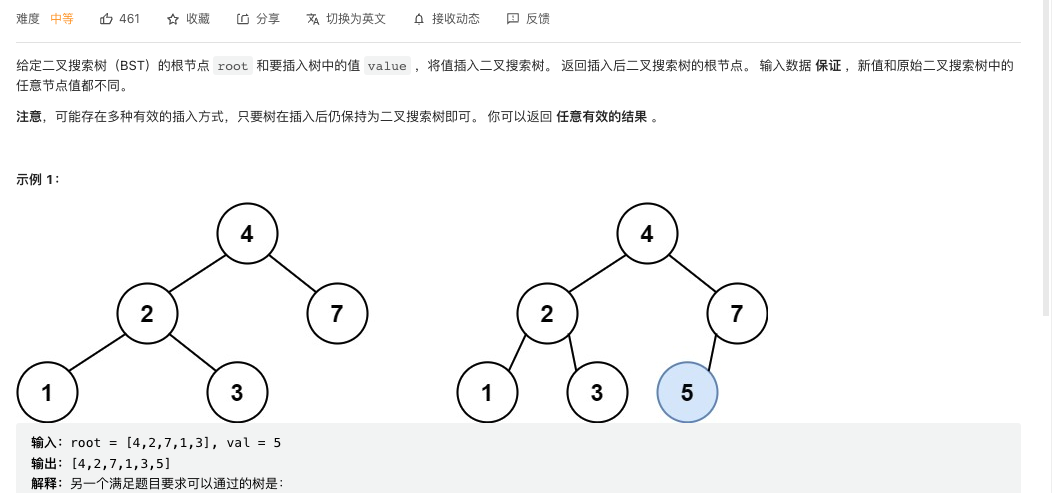 难度 中等 461 收藏 分享 切换为英文 接收动态 反馈
给定二叉搜索树（BST）的根节点 root 和要插入树中的值 value ，将值插入二叉搜索树。 返回插入后二叉搜索树的根节点。 输入数据 保证 ，新值和原始二叉搜索树中的
任意节点值都不同。
注意，可能存在多种有效的插入方式，只要树在插入后仍保持为二叉搜索树即可。 你可以返回 任意有效的结果 。
示例 1：
4 4
2 7 2 7
1 3 1 3 5
输入：root = [4,2,7,1,3], val = 5
输出：[4,2,7,1,3,5]
解释：另一个满足题目要求可以通过的树是：